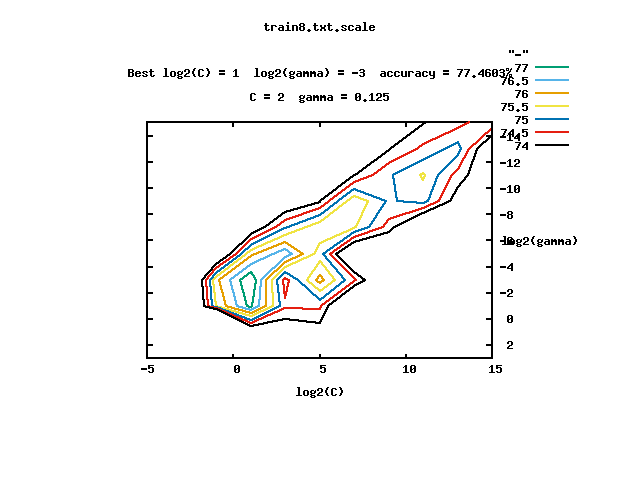 train8.txt.scale
"-"
Best log2(C) = 1  log2(gamma) = -3  accuracy = 77.4603%
77
76.5
C = 2  gamma = 0.125
76
75.5
75
74.5
-14
74
-12
-10
-8
-6
log2(gamma)
-4
-2
0
2
-5 0 5 10 15
log2(C)